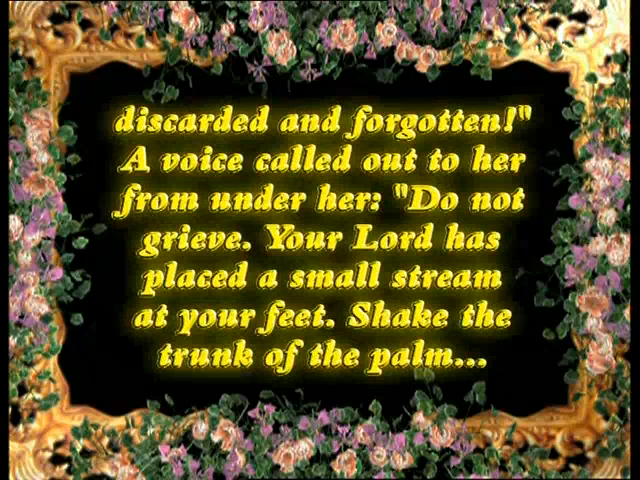 discarded and forgotten!"
A voice called out to her
from under her: "Do not
grieve. Your Lord has
placed a small stream
at your feet. Shake the
trunk of the palm...